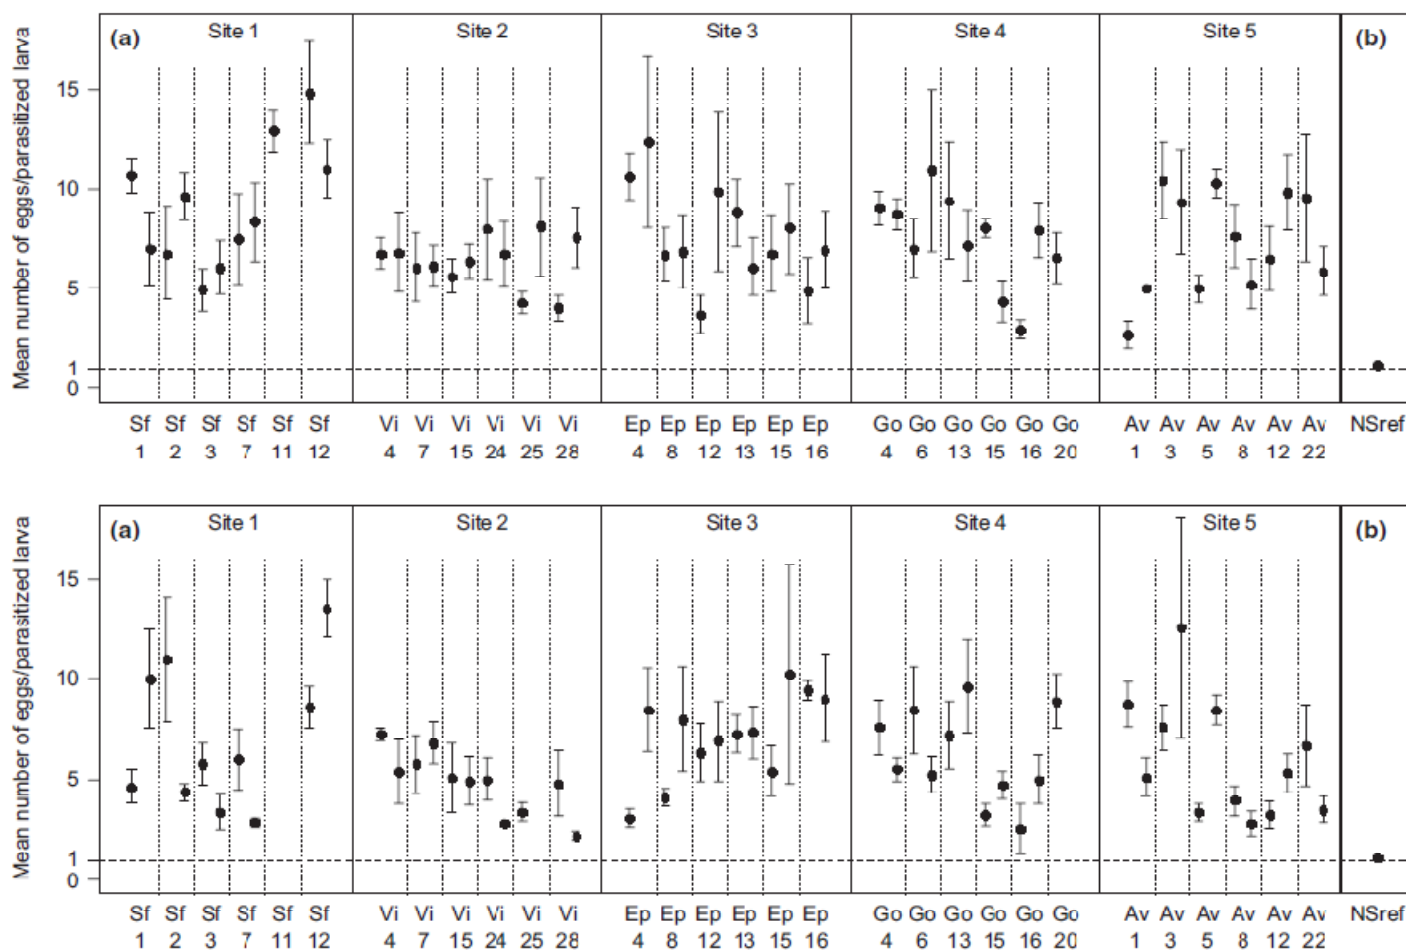 (a) Site 1 Site 2 Site 3 Site 4 Site 5 (b)
Mean number of eggs/parasitized larva
15
10
5
1
0
Sf Sf Sf Sf Sf Sf Vi Vi Vi Vi Vi Vi Ep Ep Ep Ep Ep Ep Go Go Go Go Go Go Av Av Av Av Av Av NSref
1 2 3 7 11 12 4 7 15 24 25 28 4 8 12 13 15 16 4 6 13 15 16 20 1 3 5 8 12 22
(a) Site 1 Site 2 Site 3 Site 4 Site 5 (b)
Mean number of eggs/parasitized larva
15
10
5
1
0
Sf Sf Sf Sf Sf Sf Vi Vi Vi Vi Vi Vi Ep Ep Ep Ep Ep Ep Go Go Go Go Go Go Av Av Av Av Av Av NSref
1 2 3 7 11 12 4 7 15 24 25 28 4 8 12 13 15 16 4 6 13 15 16 20 1 3 5 8 12 22